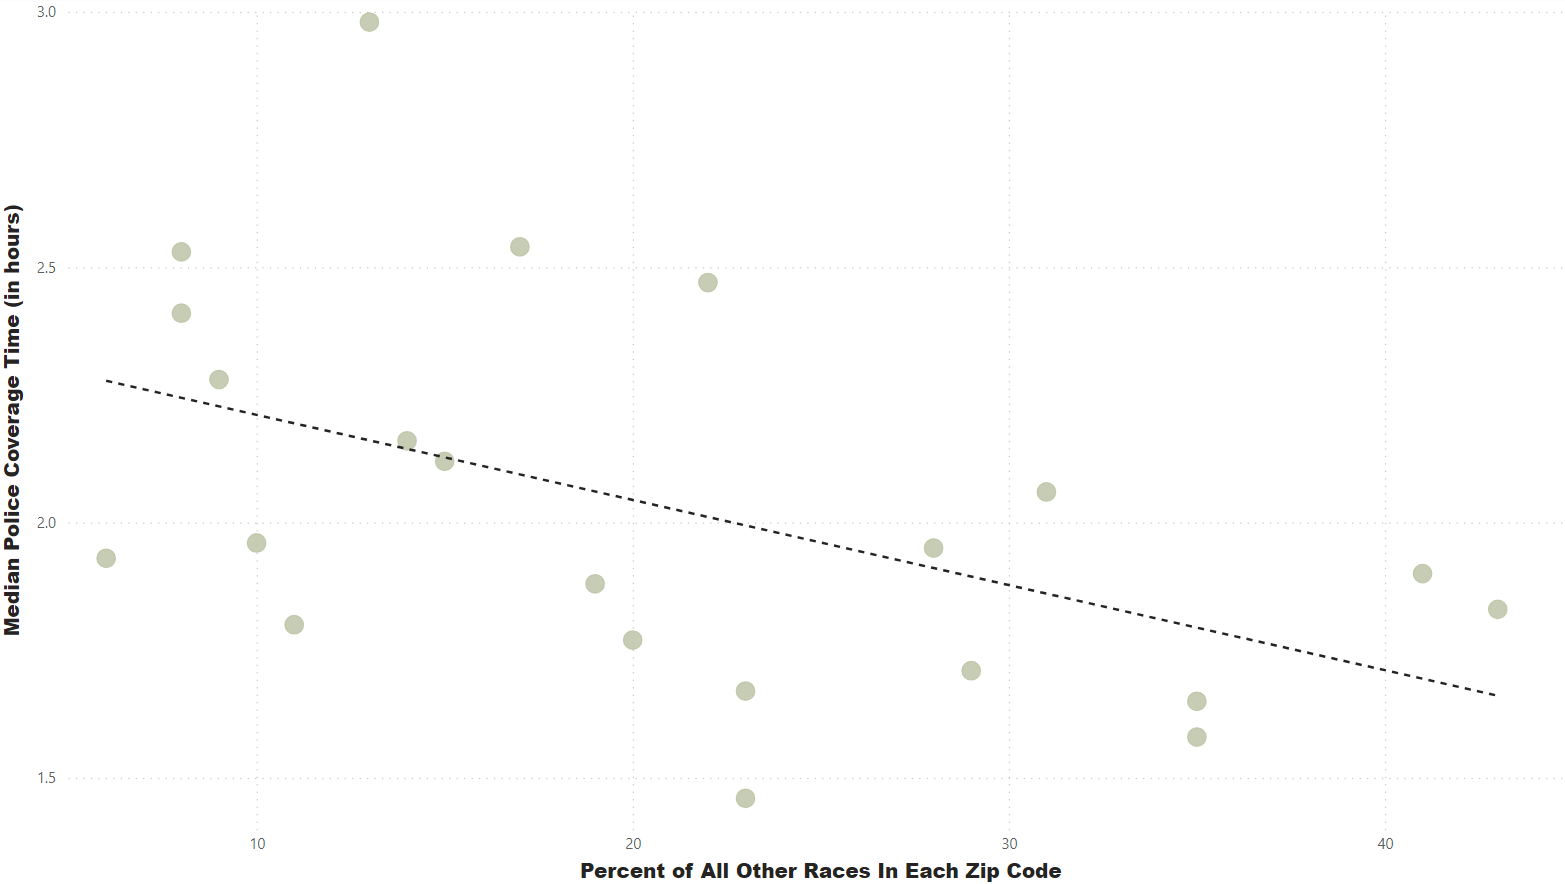 3.0
2.5
2.0
1.5
Median Police Coverage Time (in hours)
10 20 30 40
Percent of All Other Races In Each Zip Code